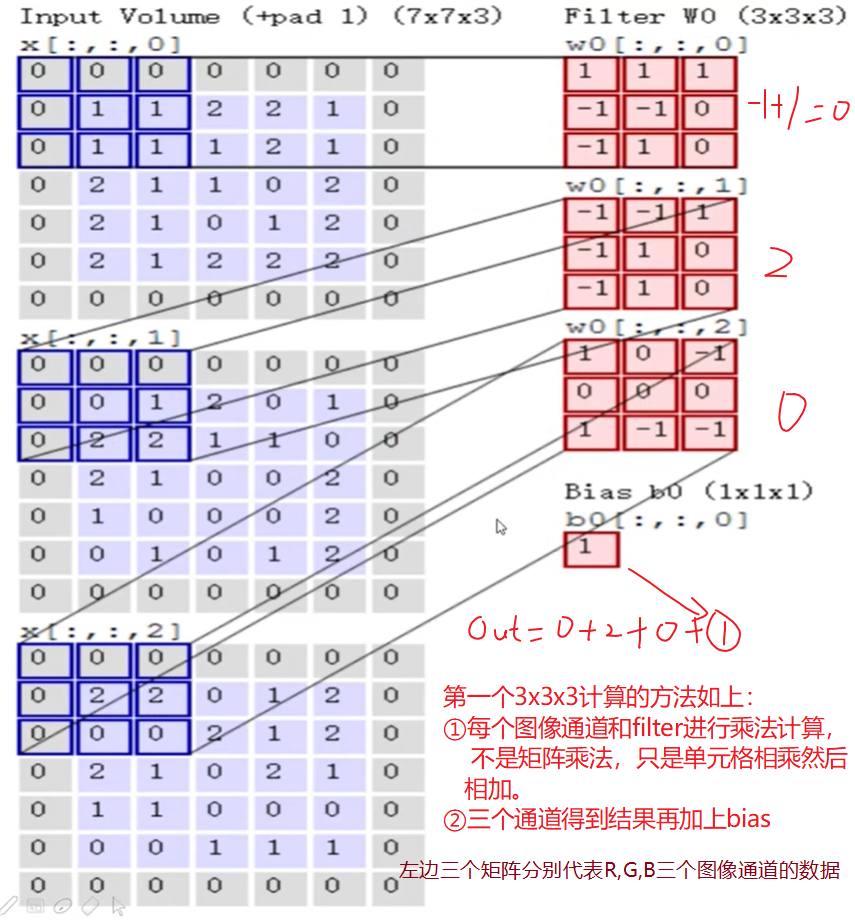 Input Volume (+pad 1) (7x7x3)
x[:,:,0]
0 0 0 0 0 0 0
0 1 1 2 2 1 0
0 1 1 1 2 1 0
0 2 1 1 0 2 0
0 2 1 0 1 2 0
0 2 1 2 2 2 0
0 0 0 0 0 0 0
x[:,:,1]
0 0 0 0 0 0 0
0 0 1 2 0 1 0
0 2 2 1 1 0 0
0 2 1 0 0 2 0
0 1 0 0 0 2 0
0 0 1 0 1 2 0
0 0 0 0 0 0 0
x[:,:,2]
0 0 0 0 0 0 0
0 2 2 0 1 2 0
0 0 0 2 1 2 0
0 2 1 0 2 1 0
0 1 1 0 0 0 0
0 0 0 1 1 1 0
0 0 0 0 0 0 0
Filter W0 (3x3x3)
w0[:,:,0]
1 1 1
-1 -1 0
-1 1 0
-1+1=0
w0[:,:,1]
-1 -1 1
-1 1 0
-1 1 0
2
w0[:,:,2]
1 0 -1
0 0 0
1 -1 -1
0
Bias b0 (1x1x1)
b0[:,:,0]
1
Out=0+2+0+①
第一个3x3x3计算的方法如上：
①每个图像通道和filter进行乘法计算，
不是矩阵乘法，只是单元格相乘然后
相加。
②三个通道得到结果再加上bias
左边三个矩阵分别代表R,G,B三个图像通道的数据